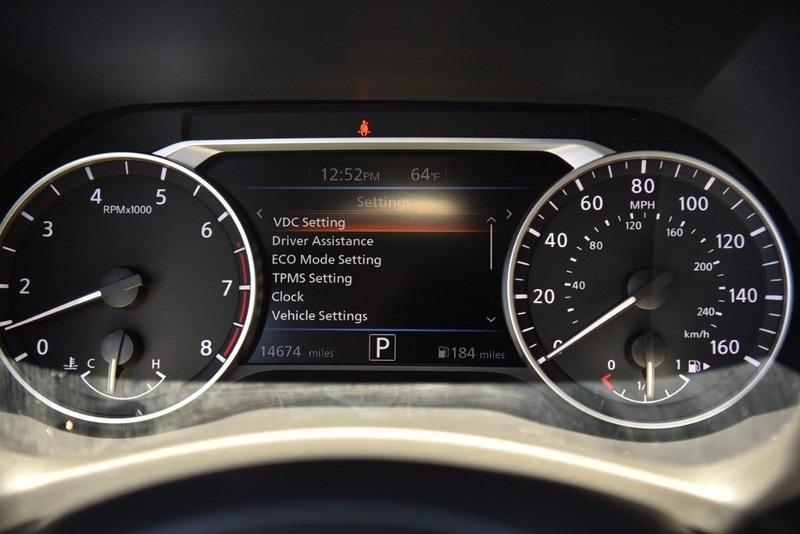 12:52PM 64°F
Settings
VDC Setting
Driver Assistance
ECO Mode Setting
TPMS Setting
Clock
Vehicle Settings
14674 miles P 184 miles
RPMx1000
0 2 3 4 5 6 7 8
C H
MPH
0 20 40 60 80 100 120 140 160
40 80 120 160 200 240
km/h
0 1/ 1